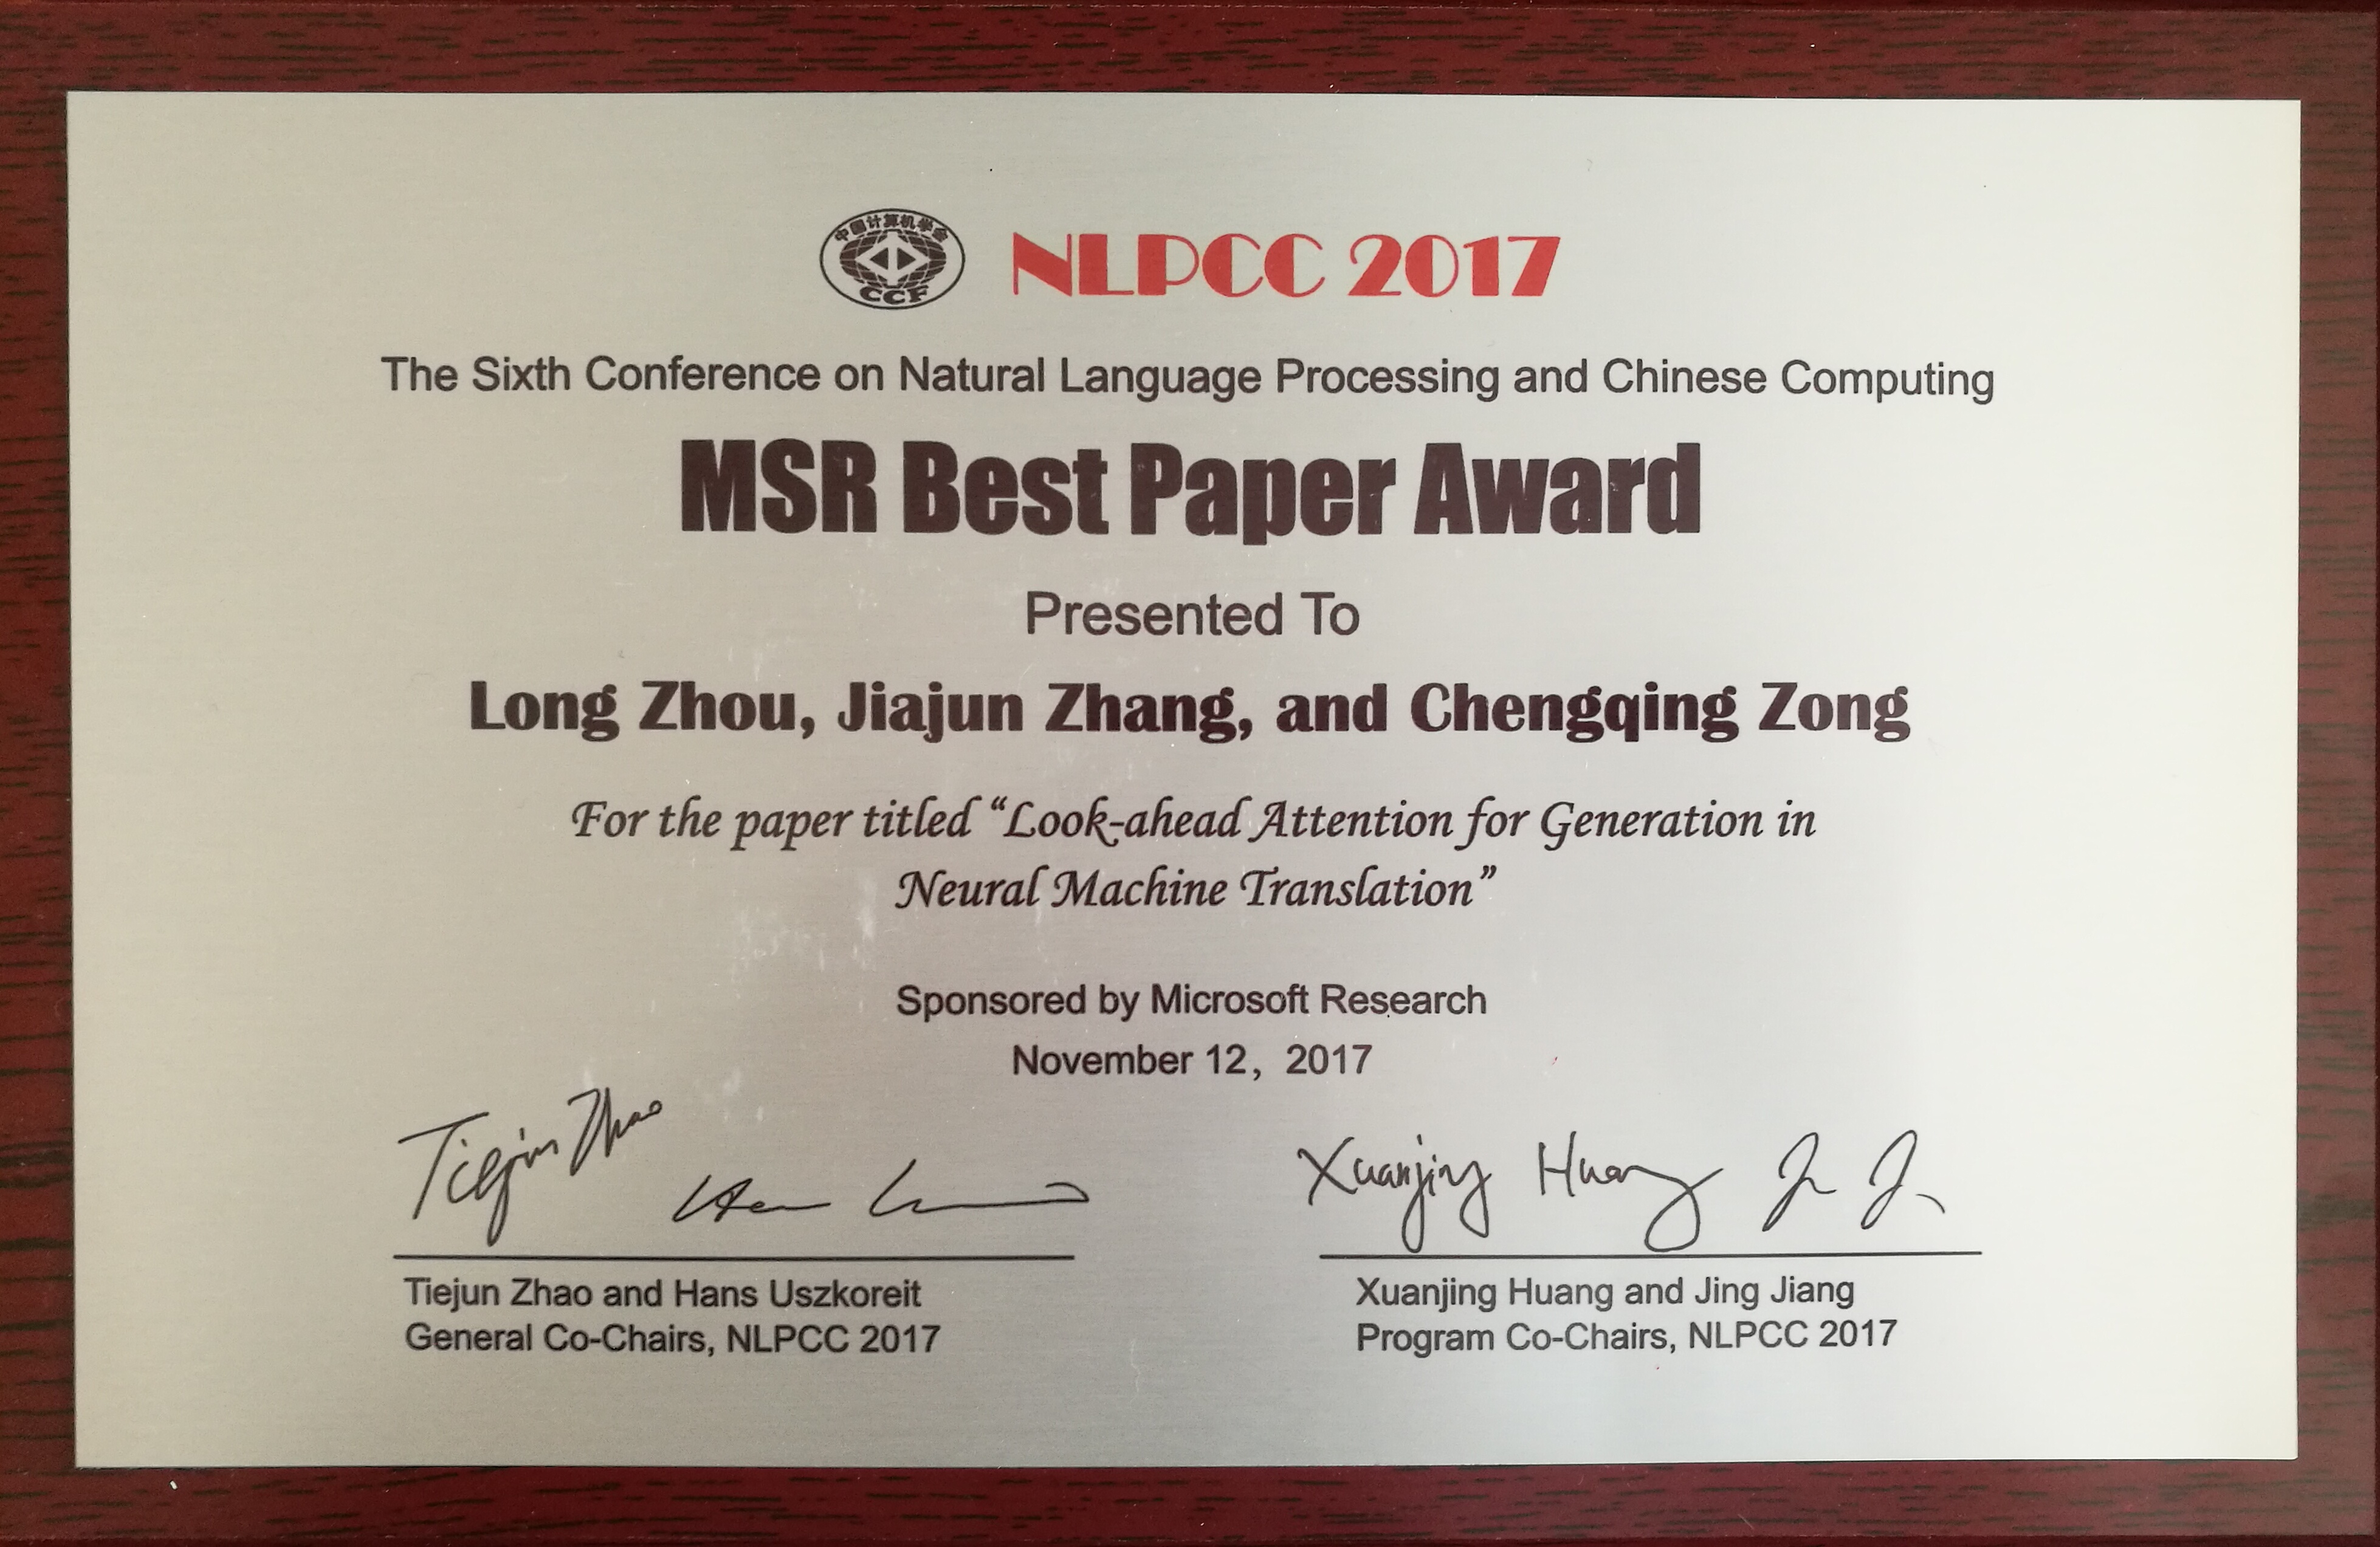 中国计算机学会
CCF
NLPCC 2017
The Sixth Conference on Natural Language Processing and Chinese Computing
MSR Best Paper Award
Presented To
Long Zhou, Jiajun Zhang, and Chengqing Zong
For the paper titled “Look-ahead Attention for Generation in
Neural Machine Translation”
Sponsored by Microsoft Research
November 12, 2017
Tiejun Zhao
Xuanjing Huang
Tiejun Zhao and Hans Uszkoreit
General Co-Chairs, NLPCC 2017
Xuanjing Huang and Jing Jiang
Program Co-Chairs, NLPCC 2017